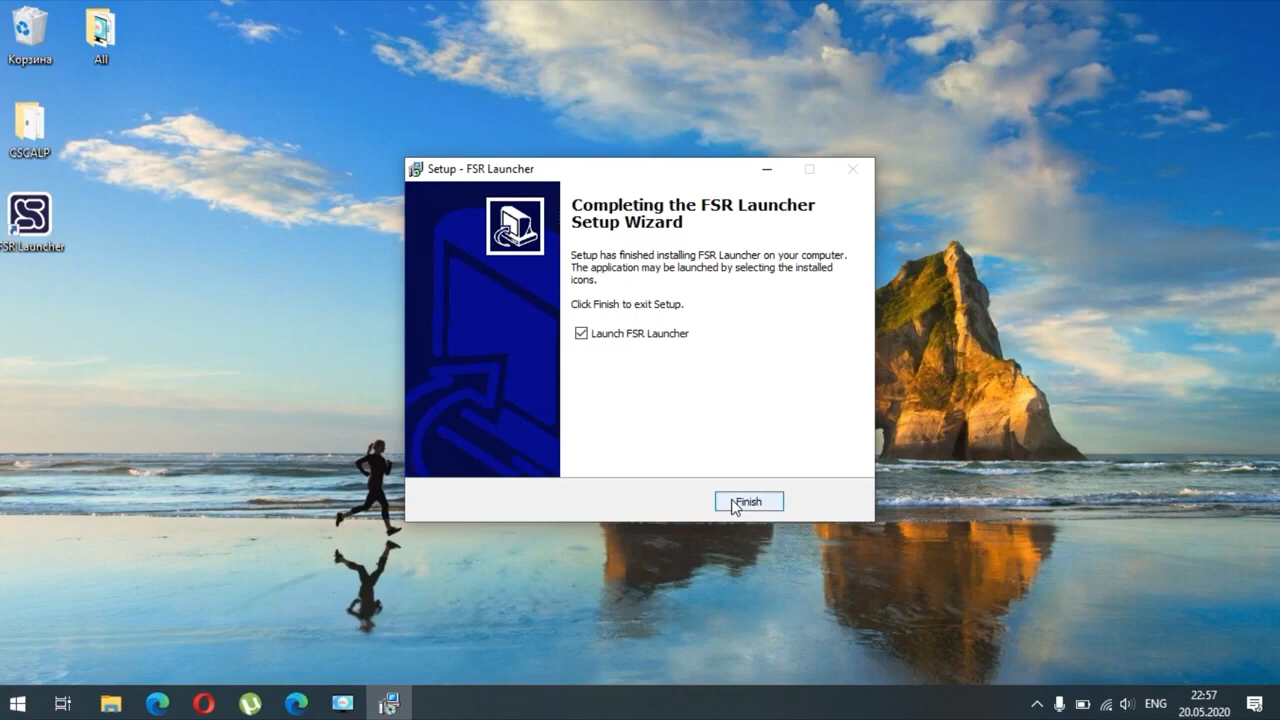 Корзина
All
CSCALP
FSR Launcher
Setup - FSR Launcher
Completing the FSR Launcher
Setup Wizard
Setup has finished installing FSR Launcher on your computer.
The application may be launched by selecting the installed
icons.
Click Finish to exit Setup.
Launch FSR Launcher
Finish
ENG
22:57
20.05.2020